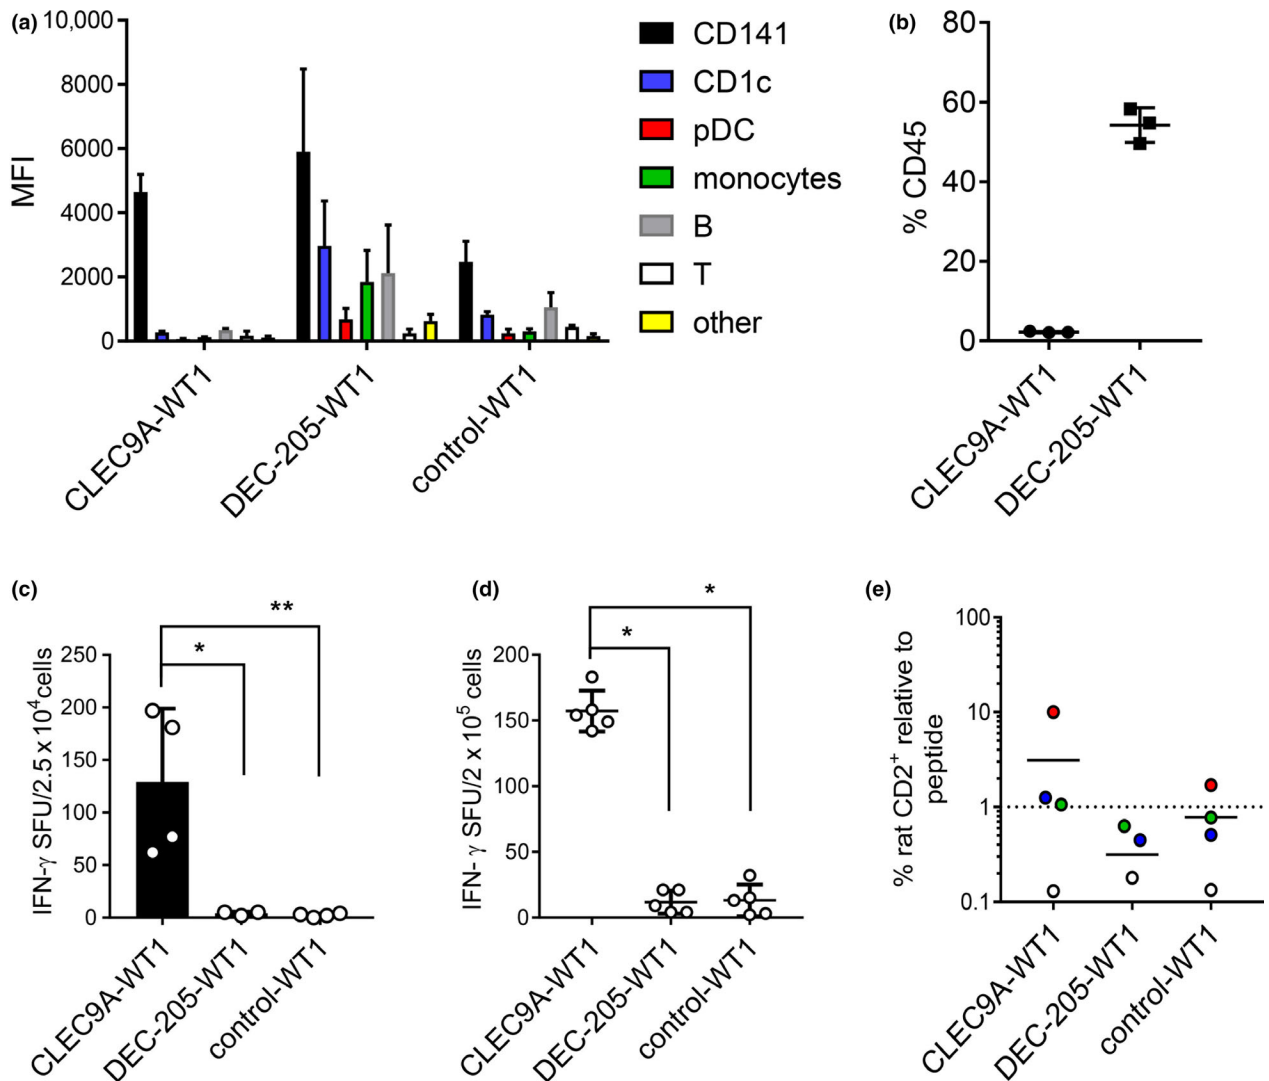 (a)
MFI
10,000
8000
6000
4000
2000
0
CLEC9A-WT1
DEC-205-WT1
control-WT1
CD141
CD1c
pDC
monocytes
B
T
other
(b)
% CD45
80
60
40
20
0
CLEC9A-WT1
DEC-205-WT1
(c)
IFN-γ SFU/2.5 x 10⁴ cells
250
200
150
100
50
0
**
*
CLEC9A-WT1
DEC-205-WT1
control-WT1
(d)
IFN- γ SFU/2 x 10⁵ cells
200
150
100
50
0
*
*
CLEC9A-WT1
DEC-205-WT1
control-WT1
(e)
% rat CD2⁺ relative to
peptide
100
10
1
0.1
CLEC9A-WT1
DEC-205-WT1
control-WT1